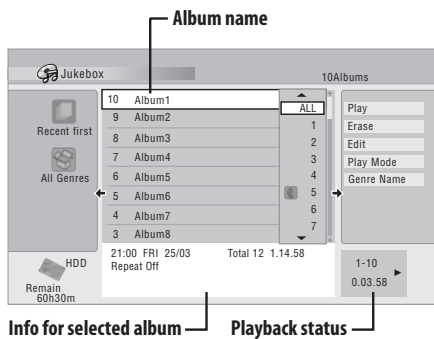 Album name
Jukebox
10Albums
Recent first
All Genres
10 Album1
9 Album2
8 Album3
7 Album4
6 Album5
5 Album6
4 Album7
3 Album8
ALL
1
2
3
4
5
6
7
Play
Erase
Edit
Play Mode
Genre Name
HDD
Remain
60h30m
21:00 FRI 25/03 Total 12 1.14.58
Repeat Off
1-10
0.03.58
Info for selected album
Playback status